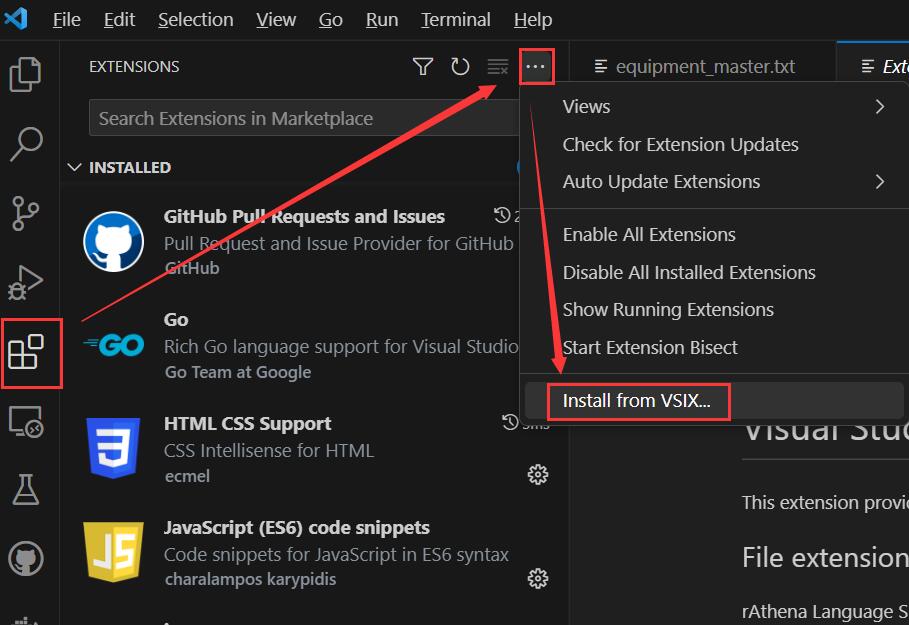 File Edit Selection View Go Run Terminal Help
EXTENSIONS
equipment_master.txt
Search Extensions in Marketplace
INSTALLED
GitHub Pull Requests and Issues
Pull Request and Issue Provider for GitHub
GitHub
Go
GO
Rich Go language support for Visual Studio
Go Team at Google
HTML CSS Support
CSS Intellisense for HTML
ecmel
JavaScript (ES6) code snippets
JS
Code snippets for JavaScript in ES6 syntax
charalampos karypidis
Views
Check for Extension Updates
Auto Update Extensions
Enable All Extensions
Disable All Installed Extensions
Show Running Extensions
Start Extension Bisect
Install from VSIX...
Visual
This extension
File extension
rAthena Language S